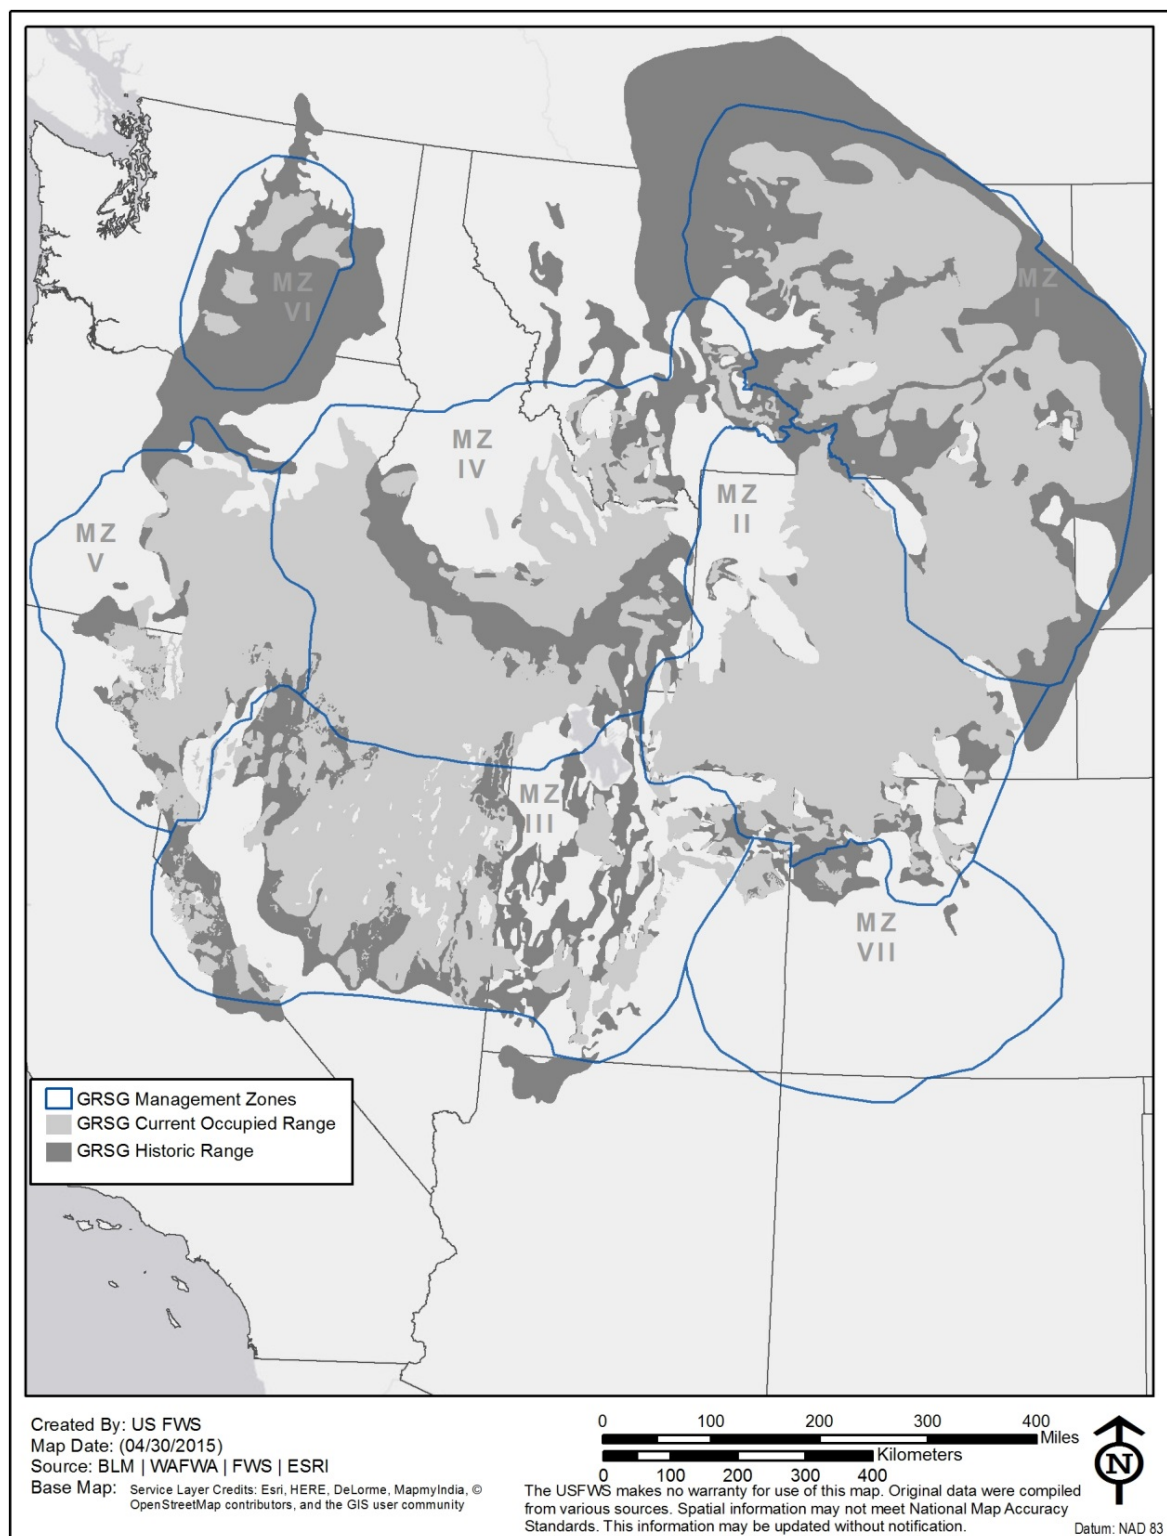 MZ
VI
MZ
I
MZ
IV
MZ
II
MZ
V
MZ
III
MZ
VII
GRSG Management Zones
GRSG Current Occupied Range
GRSG Historic Range
Created By: US FWS
Map Date: (04/30/2015)
Source: BLM | WAFWA | FWS | ESRI
Base Map: Service Layer Credits: Esri, HERE, DeLorme, MapmyIndia, ©
OpenStreetMap contributors, and the GIS user community
0 100 200 300 400
Miles
Kilometers
0 100 200 300 400
The USFWS makes no warranty for use of this map. Original data were compiled
from various sources. Spatial information may not meet National Map Accuracy
Standards. This information may be updated without notification.
N
Datum: NAD 83